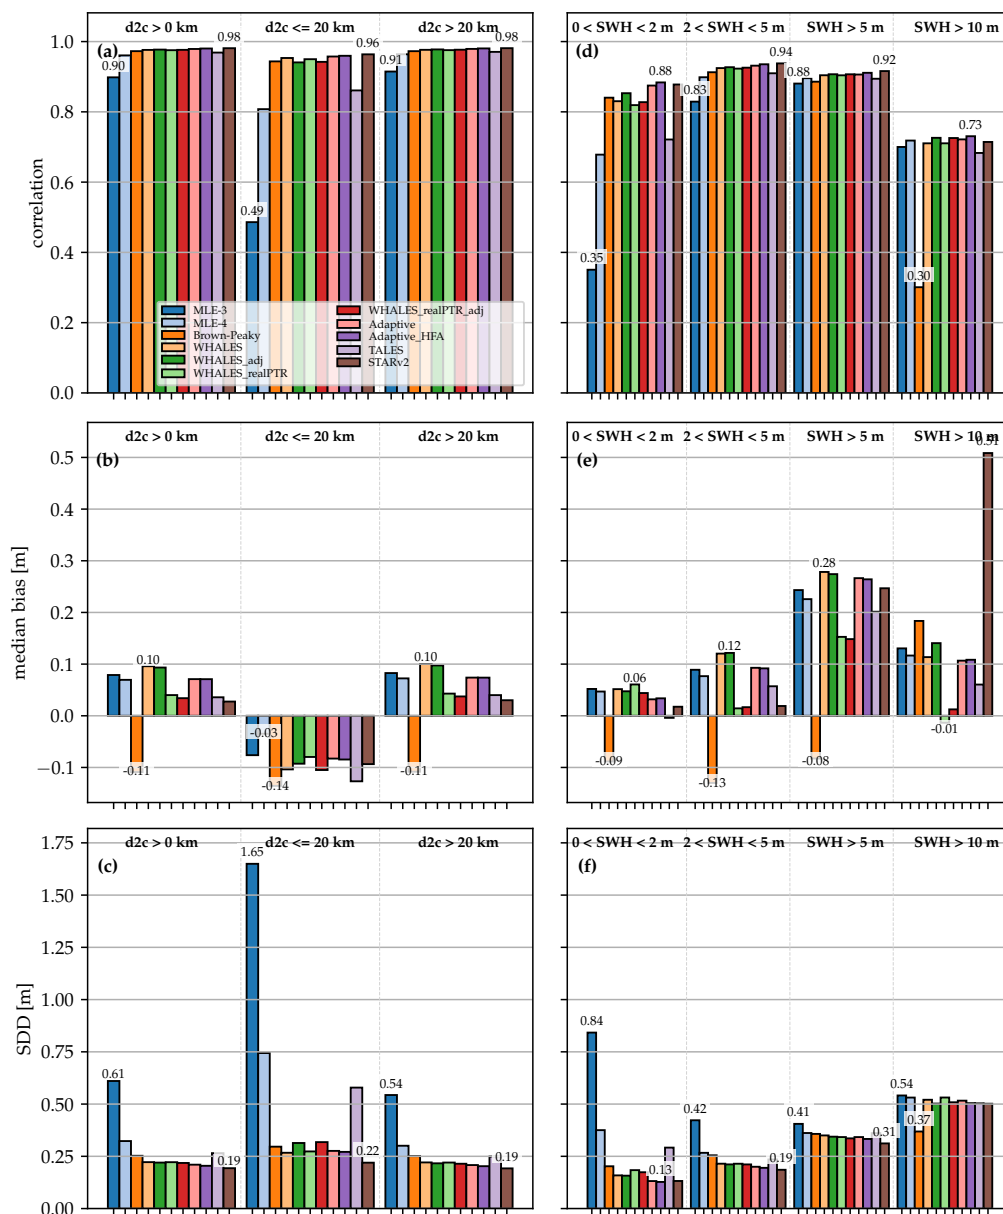 d2c > 0 km
d2c <= 20 km
d2c > 20 km
(a)
1.0
0.8
0.6
0.4
0.2
0.0
correlation
0.90
0.98
0.49
0.96
0.91
0.98
MLE-3
MLE-4
Brown-Peaky
WHALES
WHALES_adj
WHALES_realPTR
WHALES_realPTR_adj
Adaptive
Adaptive_HFA
TALES
STARv2
0 < SWH < 2 m
2 < SWH < 5 m
SWH > 5 m
SWH > 10 m
(d)
0.35
0.88
0.83
0.94
0.88
0.92
0.30
0.73
d2c > 0 km
d2c <= 20 km
d2c > 20 km
(b)
0.5
0.4
0.3
0.2
0.1
0.0
−0.1
median bias [m]
-0.11
0.10
-0.03
-0.14
-0.11
0.10
0 < SWH < 2 m
2 < SWH < 5 m
SWH > 5 m
SWH > 10 m
(e)
-0.09
0.06
-0.13
0.12
-0.08
0.28
-0.01
0.51
d2c > 0 km
d2c <= 20 km
d2c > 20 km
(c)
1.75
1.50
1.25
1.00
0.75
0.50
0.25
0.00
SDD [m]
0.61
0.19
1.65
0.22
0.54
0.19
0 < SWH < 2 m
2 < SWH < 5 m
SWH > 5 m
SWH > 10 m
(f)
0.84
0.13
0.42
0.19
0.41
0.31
0.54
0.37